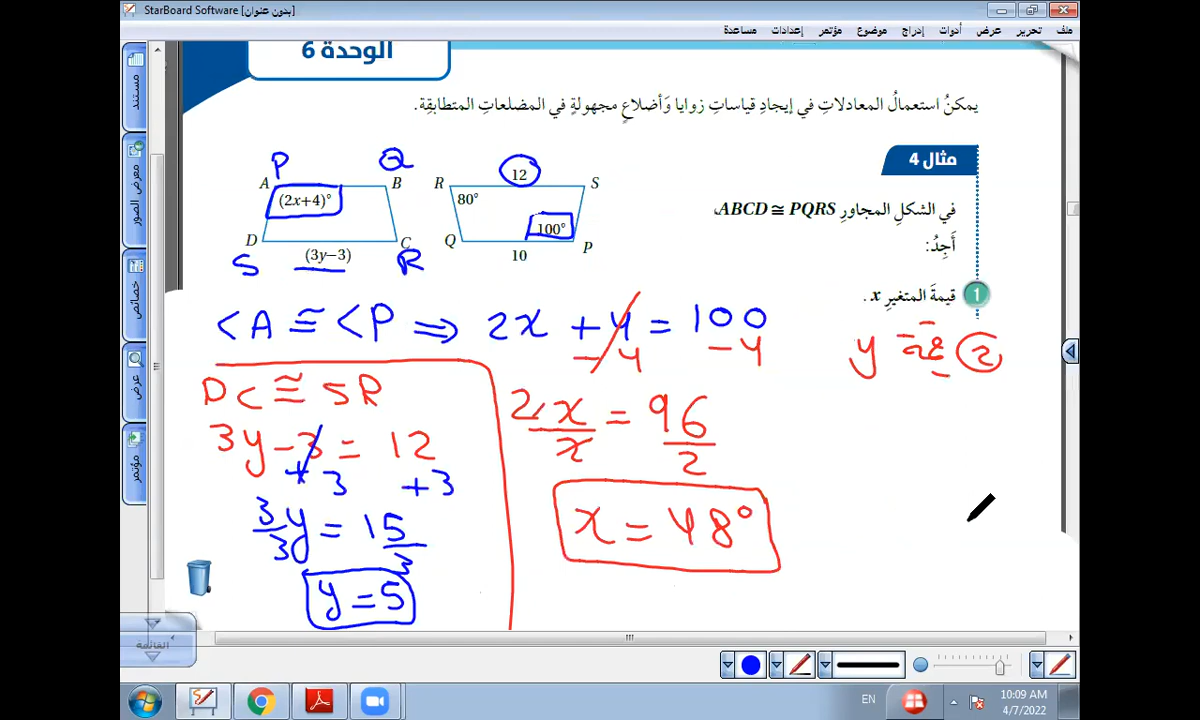 StarBoard Software [بدون عنوان]
ملف تحرير عرض أدوات إدراج موضوع مؤتمر إعدادات مساعدة
الوحدة 6
يمكنُ استعمالُ المعادلاتِ في إيجادِ قياساتِ زوايا وَأضلاعٍ مجهولةٍ في المضلعاتِ المتطابقةِ.
مثال 4
في الشكلِ المجاورِ ABCD ≅ PQRS،
أَجِدُ:
1 قيمةَ المتغيرِ x .
P Q
A B
(2x+4)°
D C
(3y−3)
S R
12
R S
80°
100°
Q P
10
<A ≅ <P ⇒ 2x + 4 = 100
− 4 − 4
2x = 96
x 2
x = 48°
DC ≅ SR
3y − 3 = 12
+ 3 + 3
3y = 15
3
y = 5
y = 2
مستند
معرض الصور
خصائص
عرض
مؤتمر
القائمة
EN
10:09 AM
4/7/2022